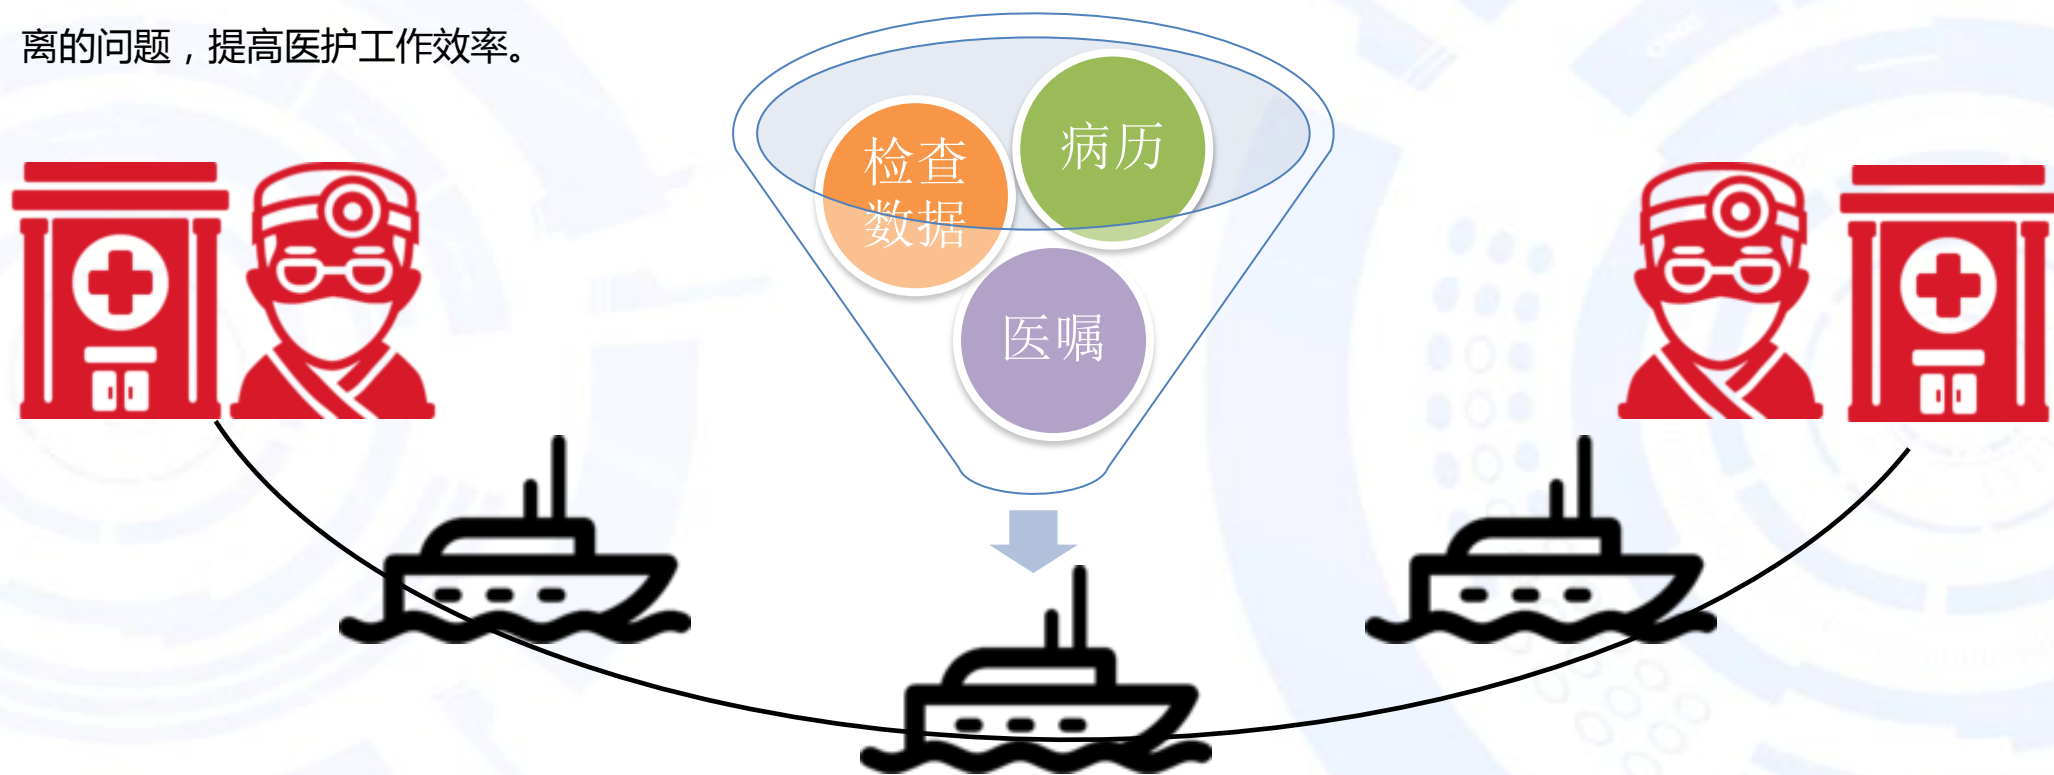 离的问题，提高医护工作效率。
检查
数据
病历
医嘱